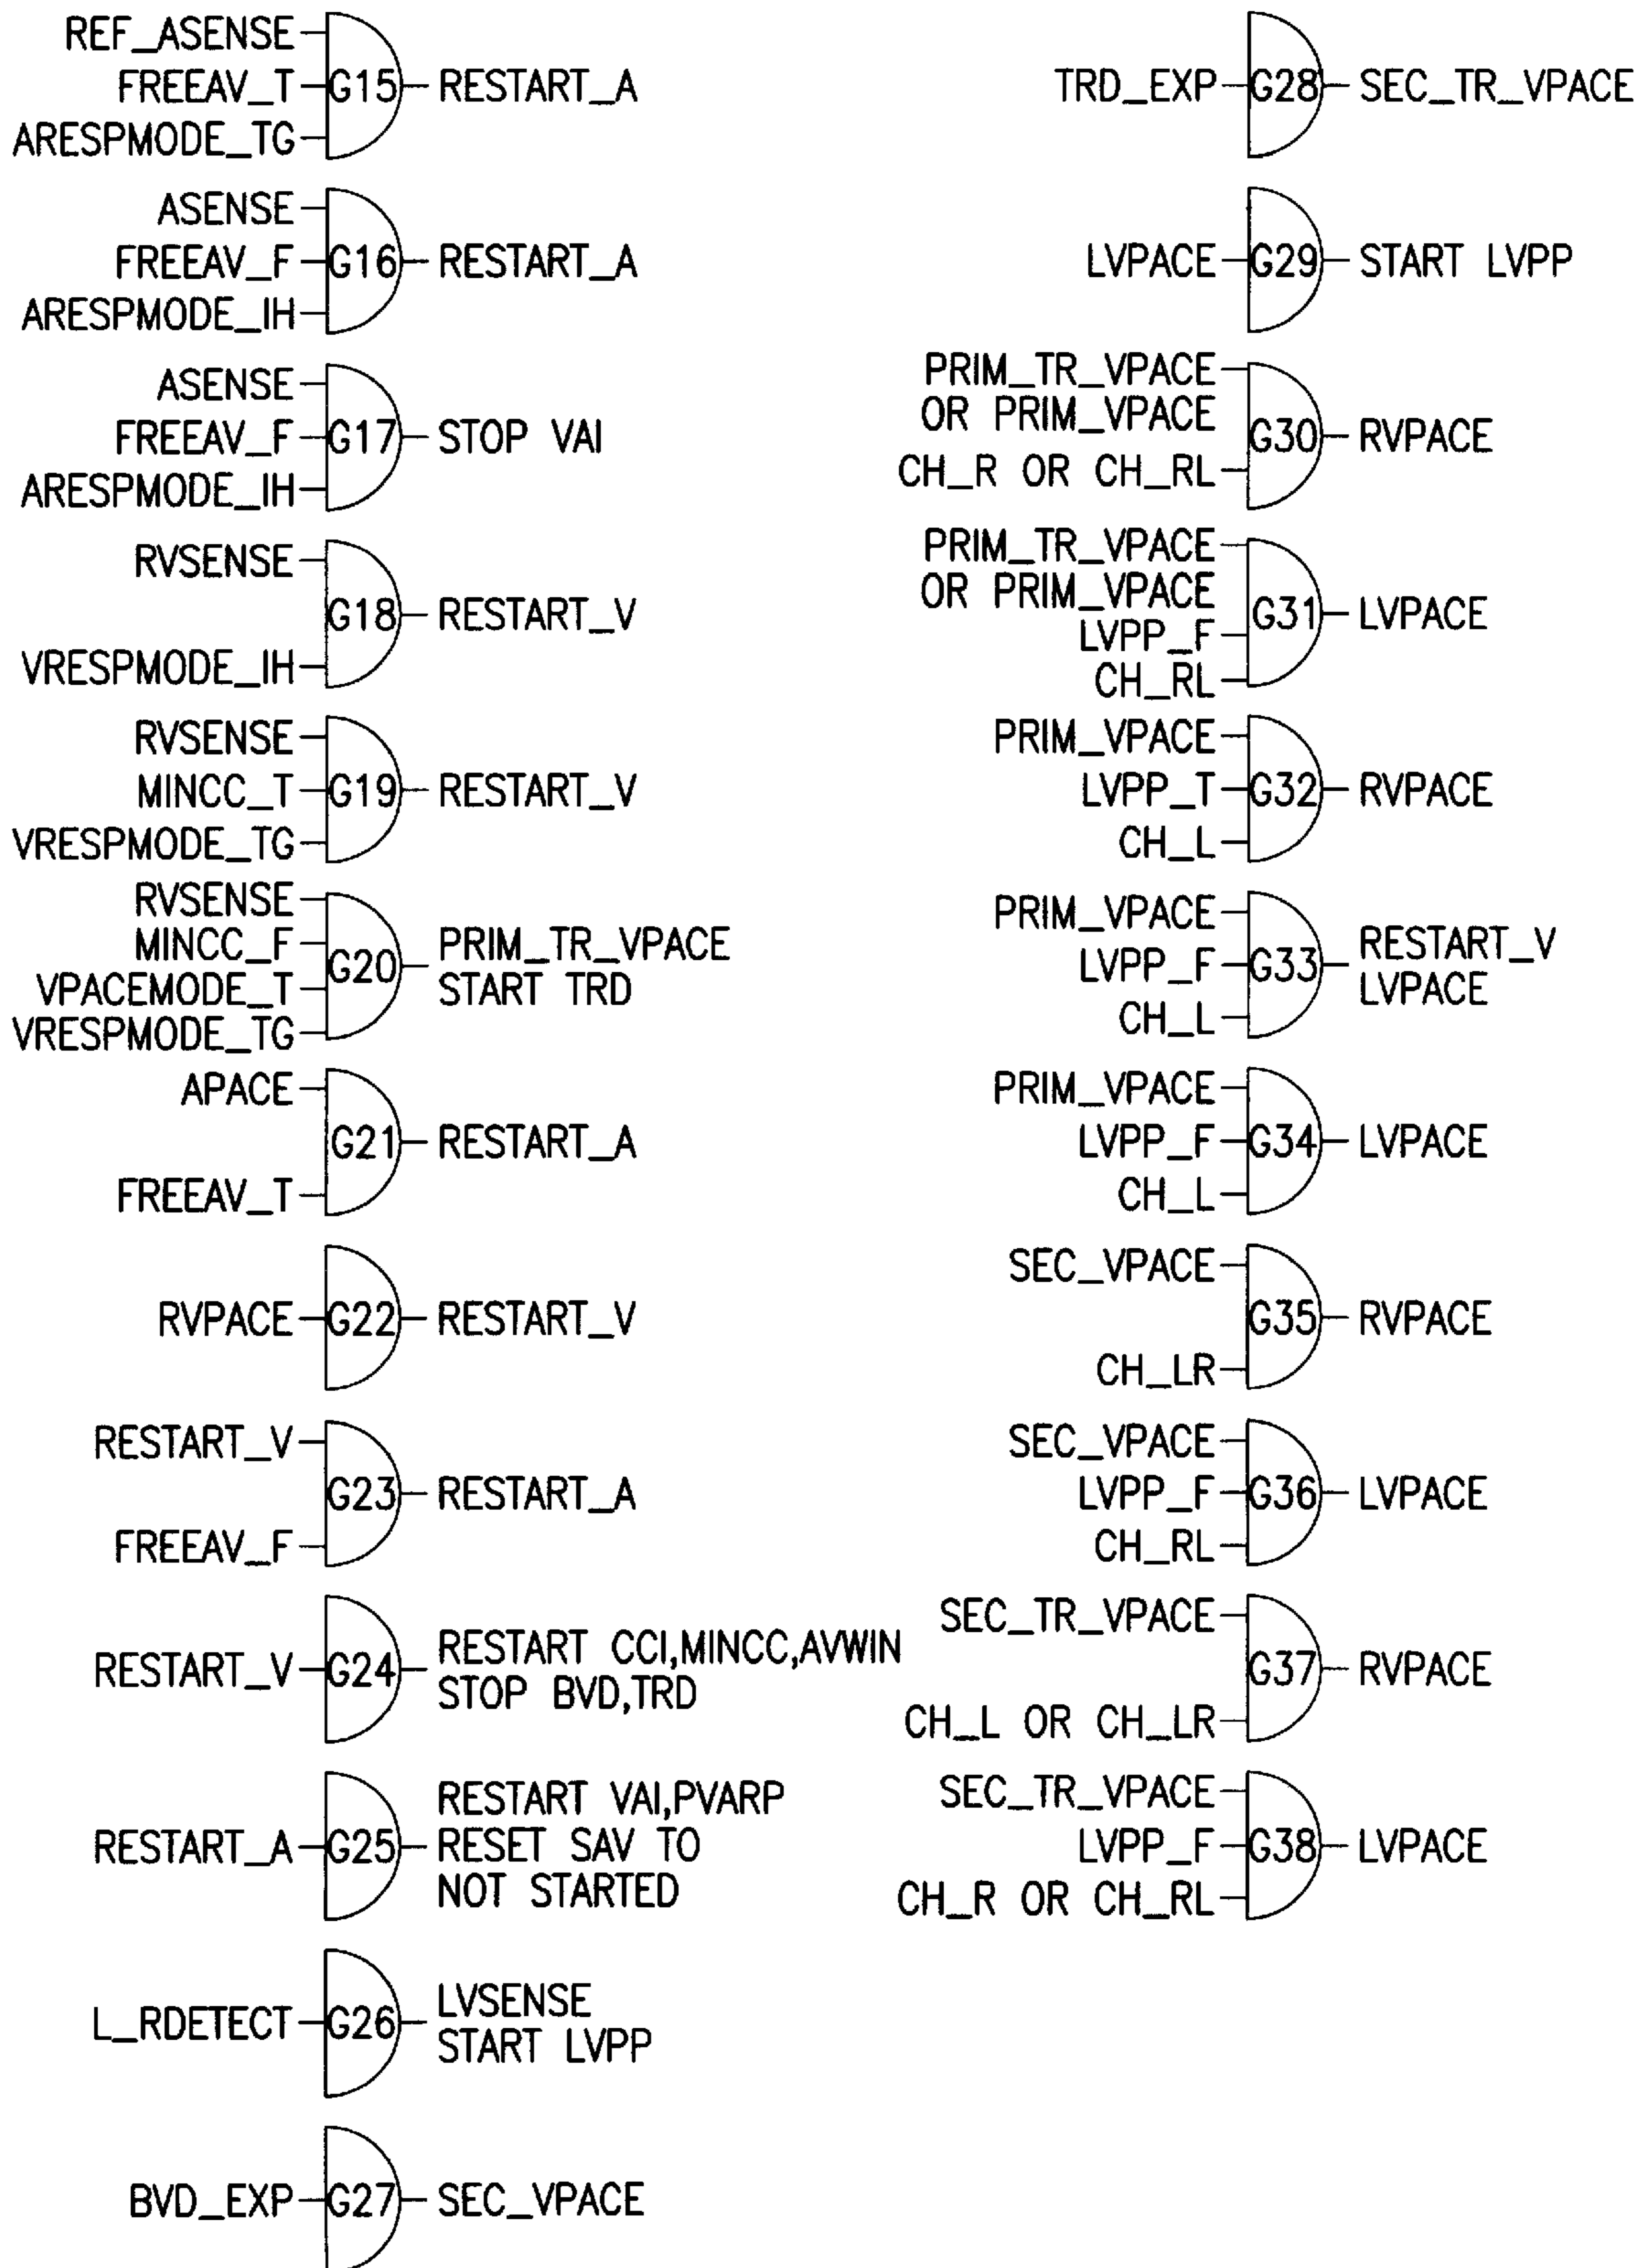 REF_ASENSE
FREEAV_T G15 RESTART_A
ARESPMODE_TG
ASENSE
FREEAV_F G16 RESTART_A
ARESPMODE_IH
ASENSE
FREEAV_F G17 STOP VAI
ARESPMODE_IH
RVSENSE
G18 RESTART_V
VRESPMODE_IH
RVSENSE
MINCC_T G19 RESTART_V
VRESPMODE_TG
RVSENSE
MINCC_F PRIM_TR_VPACE
G20
VPACEMODE_T START TRD
VRESPMODE_TG
APACE
G21 RESTART_A
FREEAV_T
RVPACE G22 RESTART_V
RESTART_V
G23 RESTART_A
FREEAV_F
RESTART CCI,MINCC,AVWIN
RESTART_V G24
STOP BVD,TRD
RESTART VAI,PVARP
RESTART_A G25 RESET SAV TO
NOT STARTED
LVSENSE
L_RDETECT G26
START LVPP
BVD_EXP G27 SEC_VPACE
TRD_EXP G28 SEC_TR_VPACE
LVPACE G29 START LVPP
PRIM_TR_VPACE
OR PRIM_VPACE
G30 RVPACE
CH_R OR CH_RL
PRIM_TR_VPACE
OR PRIM_VPACE
G31 LVPACE
LVPP_F
CH_RL
PRIM_VPACE
LVPP_T G32 RVPACE
CH_L
PRIM_VPACE
RESTART_V
LVPP_F G33
LVPACE
CH_L
PRIM_VPACE
LVPP_F G34 LVPACE
CH_L
SEC_VPACE
G35 RVPACE
CH_LR
SEC_VPACE
LVPP_F G36 LVPACE
CH_RL
SEC_TR_VPACE
G37 RVPACE
CH_L OR CH_LR
SEC_TR_VPACE
LVPP_F G38 LVPACE
CH_R OR CH_RL